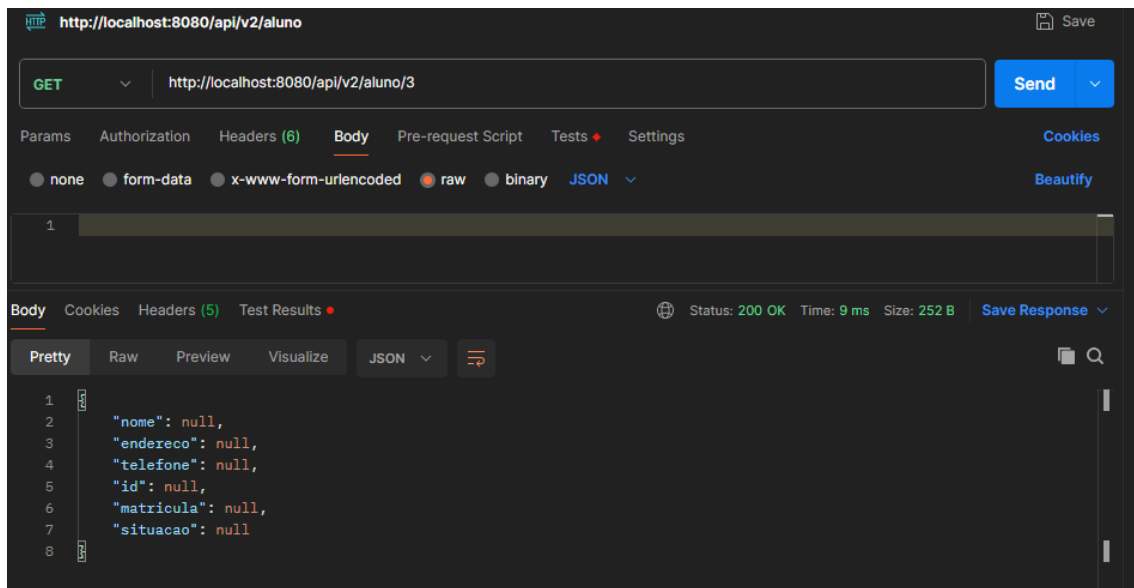 HTTP http://localhost:8080/api/v2/aluno Save
GET http://localhost:8080/api/v2/aluno/3 Send
Params Authorization Headers (6) Body Pre-request Script Tests Settings Cookies
none form-data x-www-form-urlencoded raw binary JSON Beautify
1
Body Cookies Headers (5) Test Results Status: 200 OK Time: 9 ms Size: 252 B Save Response
Pretty Raw Preview Visualize JSON
1 {
2 "nome": null,
3 "endereco": null,
4 "telefone": null,
5 "id": null,
6 "matricula": null,
7 "situacao": null
8 }